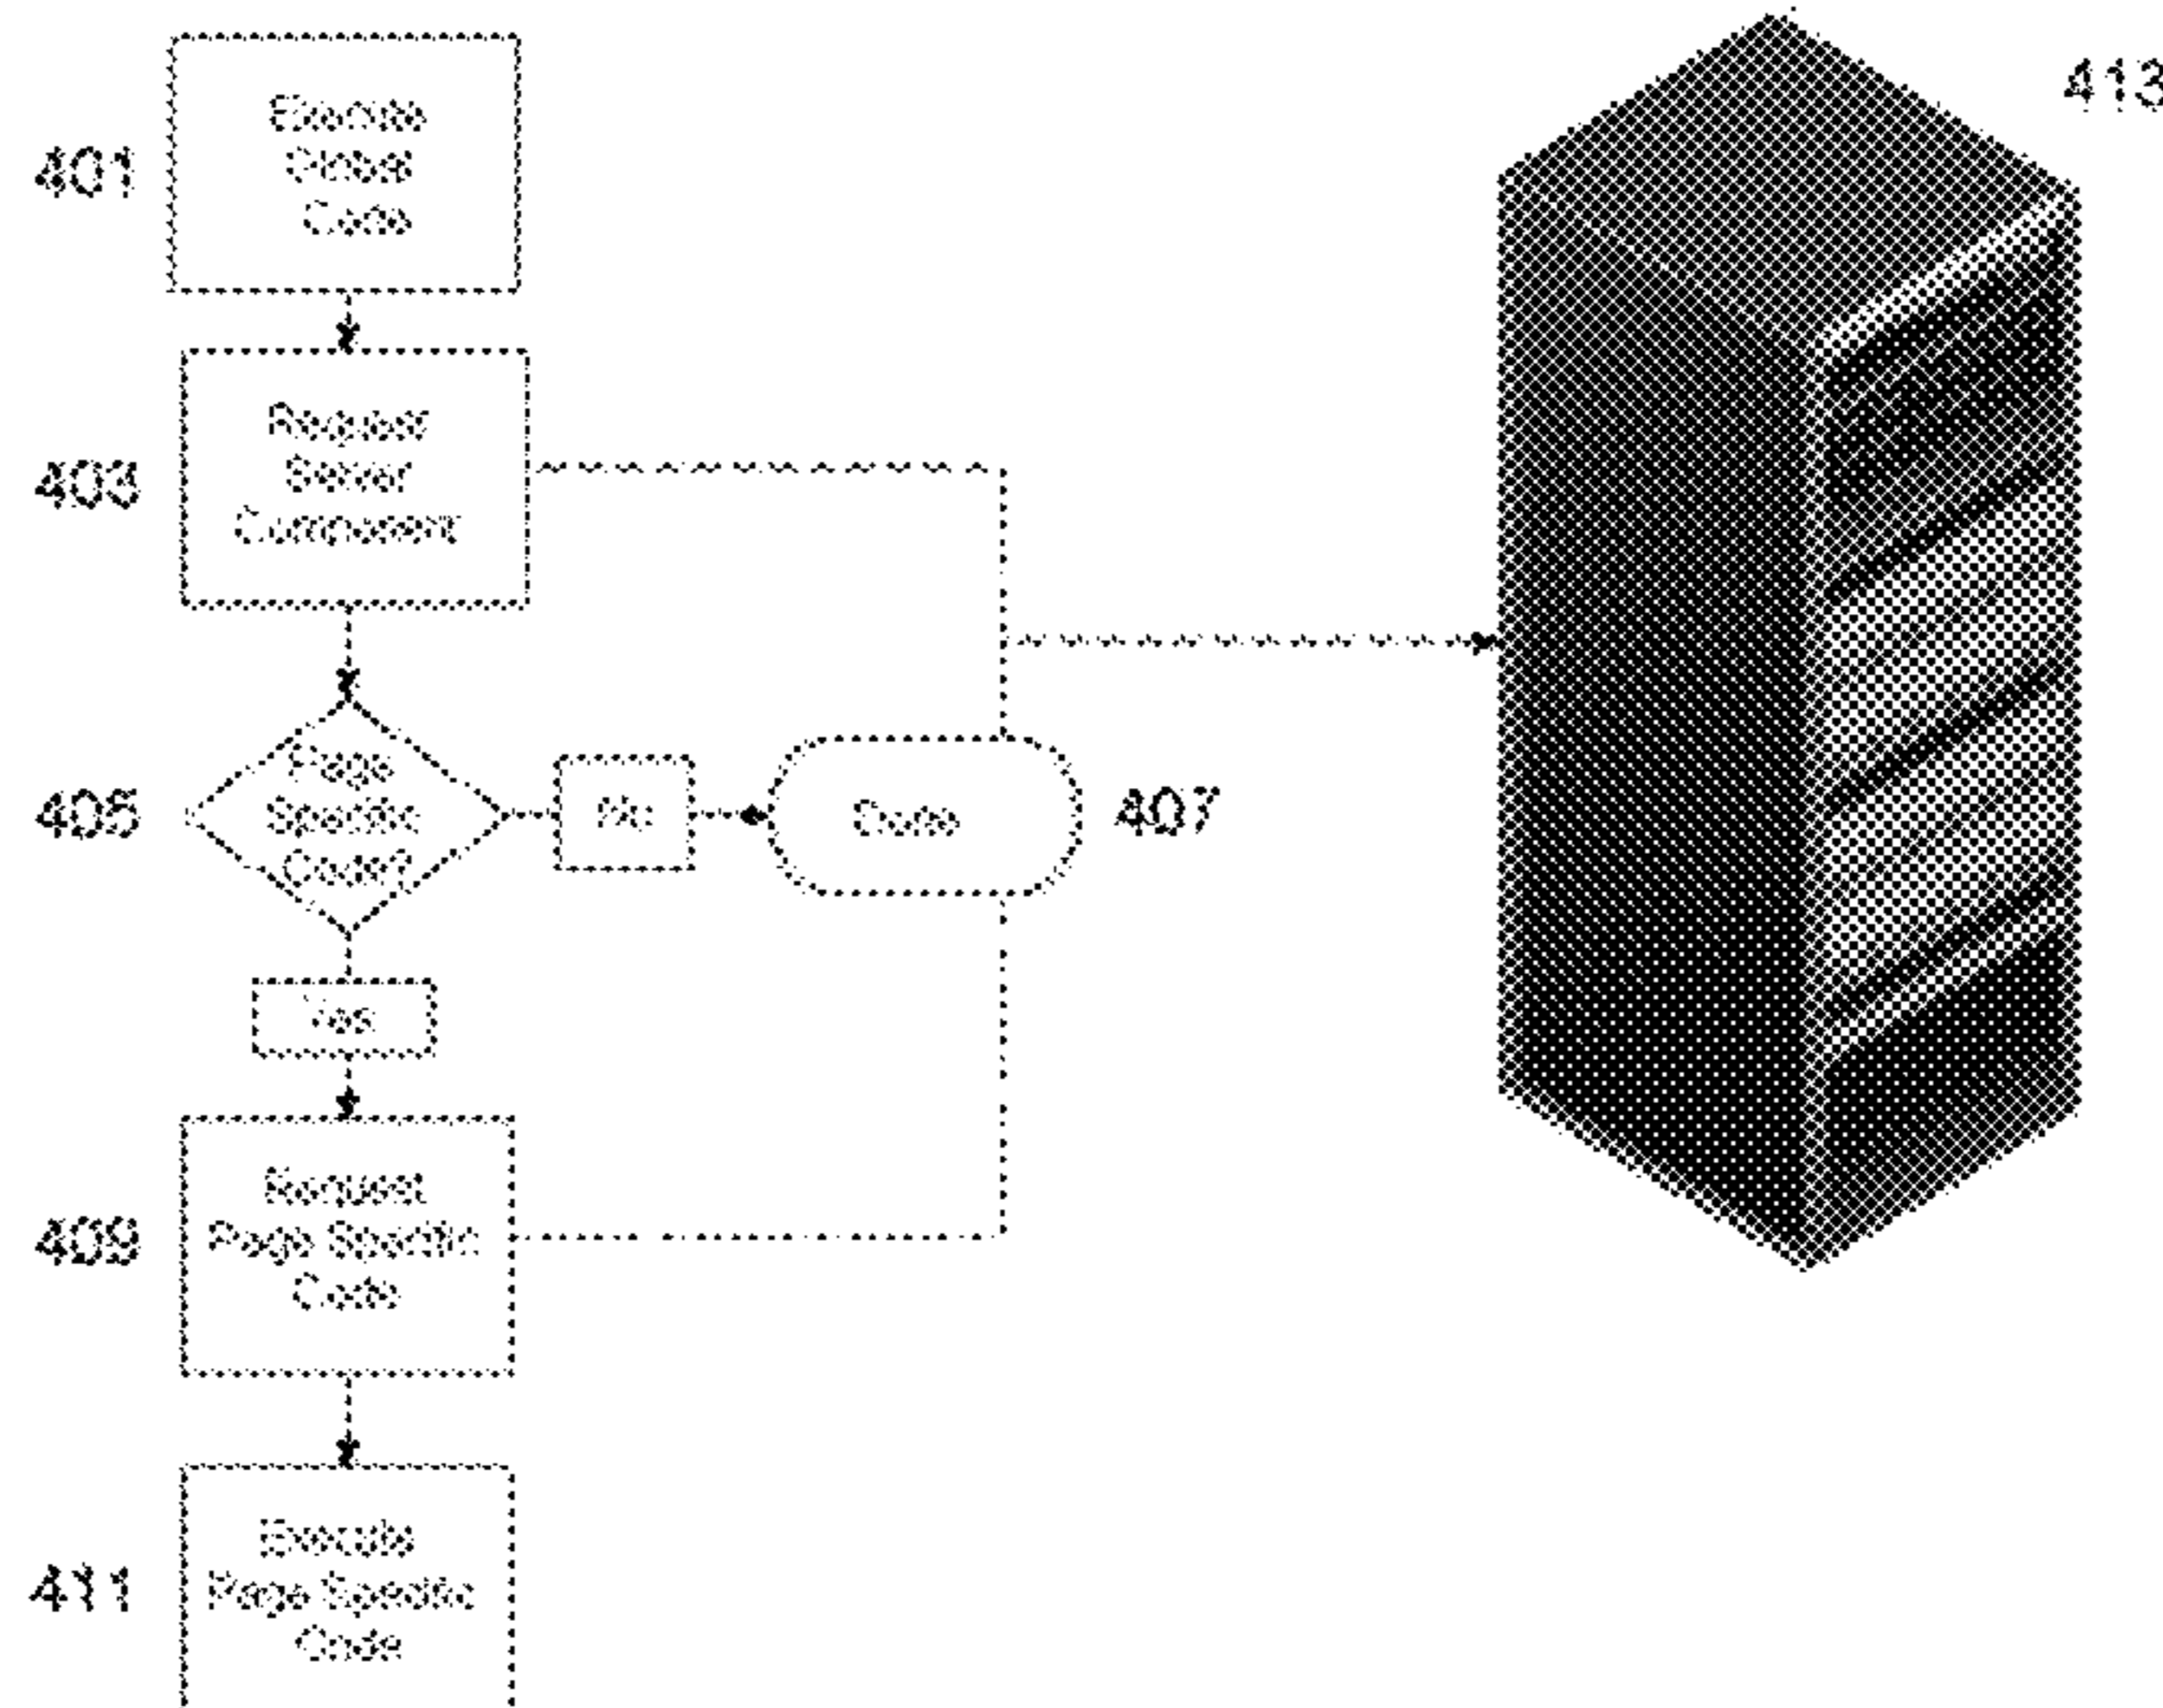 401
Execute
Global
Code
413
403
Request
Server
Component
405
Page
Specific
Code?
No
Done
407
Yes
409
Request
Page Specific
Code
411
Execute
Page Specific
Code